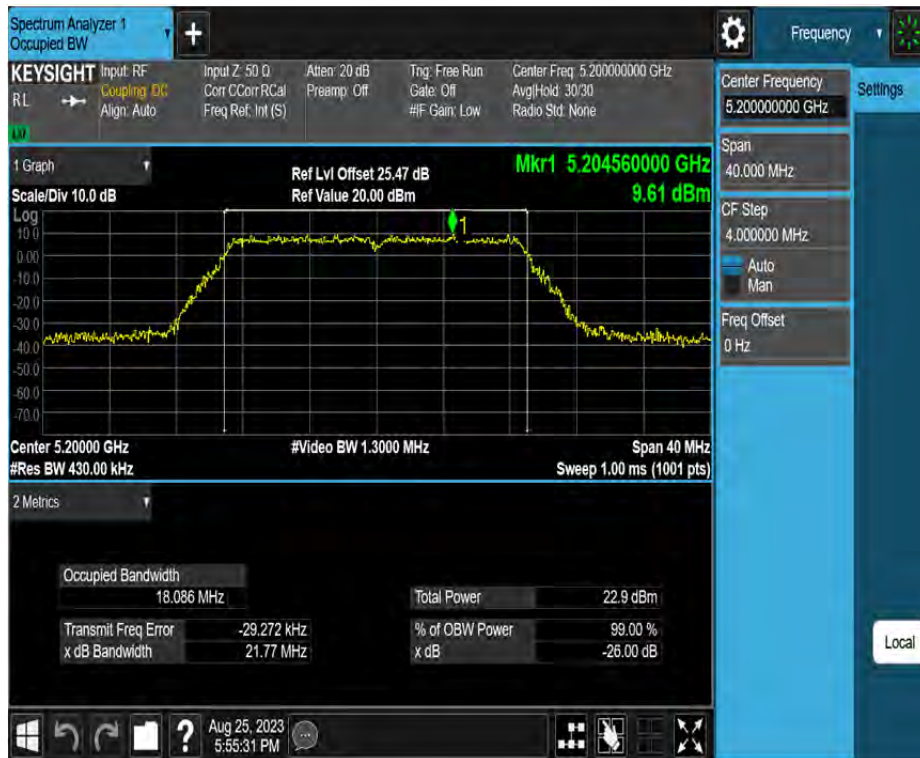 Spectrum Analyzer 1
Occupied BW
+
Frequency
KEYSIGHT
RL
Input: RF
Coupling: DC
Align: Auto
Input Z: 50 Ω
Corr CCorr RCal
Freq Ref: Int (S)
Atten: 20 dB
Preamp: Off
Trig: Free Run
Gate: Off
#IF Gain: Low
Center Freq: 5.200000000 GHz
Avg|Hold: 30/30
Radio Std: None
Center Frequency
5.200000000 GHz
Settings
Span
40.000 MHz
CF Step
4.000000 MHz
Auto
Man
Freq Offset
0 Hz
1 Graph
Scale/Div 10.0 dB
Ref Lvl Offset 25.47 dB
Ref Value 20.00 dBm
Mkr1 5.204560000 GHz
9.61 dBm
Log
10.0
0.00
-10.0
-20.0
-30.0
-40.0
-50.0
-60.0
-70.0
1
Center 5.20000 GHz
#Video BW 1.3000 MHz
Span 40 MHz
#Res BW 430.00 kHz
Sweep 1.00 ms (1001 pts)
2 Metrics
Occupied Bandwidth
18.086 MHz
Total Power 22.9 dBm
Transmit Freq Error -29.272 kHz
% of OBW Power 99.00 %
x dB Bandwidth 21.77 MHz
x dB -26.00 dB
Local
?
Aug 25, 2023
5:55:31 PM